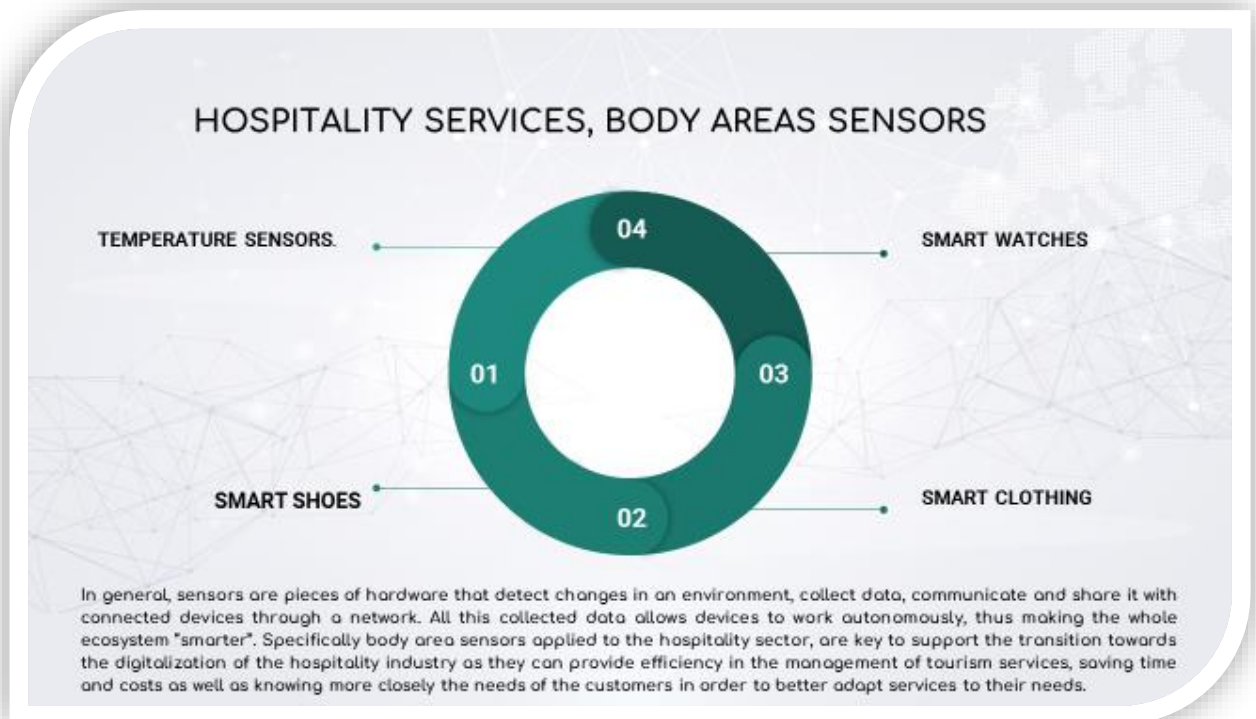 HOSPITALITY SERVICES, BODY AREAS SENSORS
TEMPERATURE SENSORS.
04
SMART WATCHES
01
03
SMART SHOES
02
SMART CLOTHING
In general, sensors are pieces of hardware that detect changes in an environment, collect data, communicate and share it with
connected devices through a network. All this collected data allows devices to work autonomously, thus making the whole
ecosystem "smarter". Specifically body area sensors applied to the hospitality sector, are key to support the transition towards
the digitalization of the hospitality industry as they can provide efficiency in the management of tourism services, saving time
and costs as well as knowing more closely the needs of the customers in order to better adapt services to their needs.